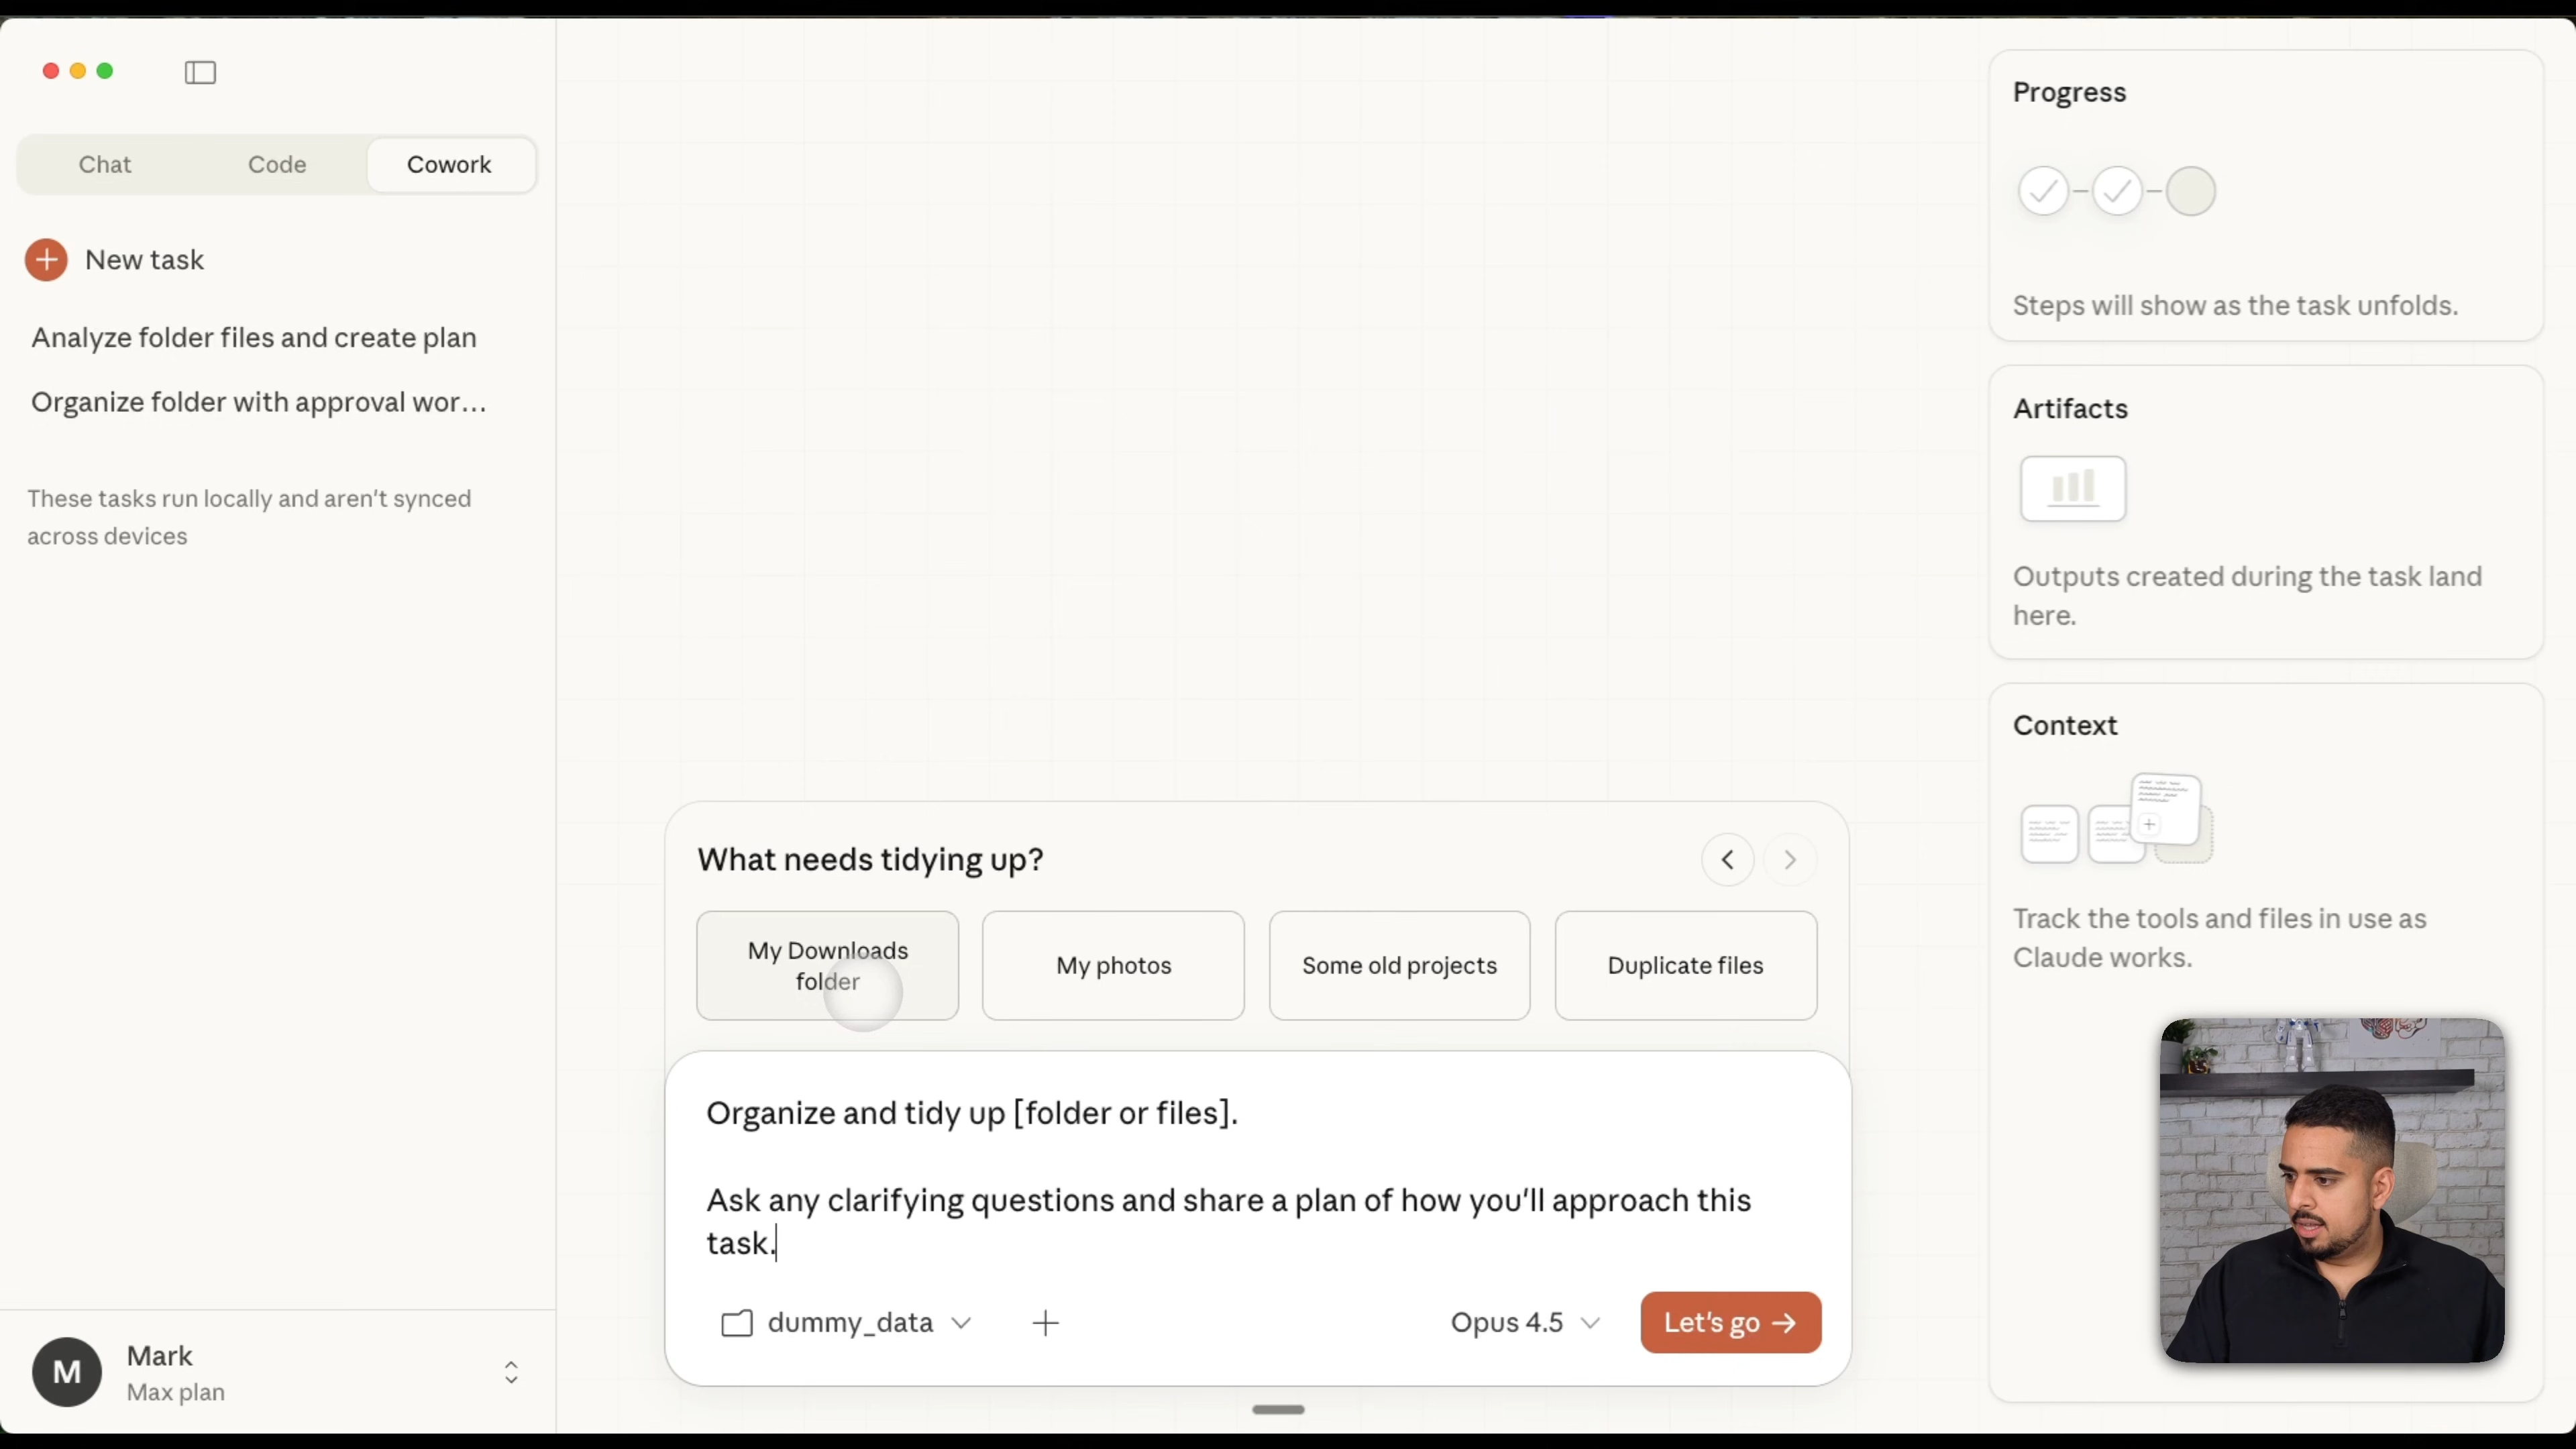 Chat
Code
Cowork
New task
Analyze folder files and create plan
Organize folder with approval wor...
These tasks run locally and aren't synced
across devices
M
Mark
Max plan
What needs tidying up?
My Downloads
folder
My photos
Some old projects
Duplicate files
Organize and tidy up [folder or files].
Ask any clarifying questions and share a plan of how you'll approach this
task.
dummy_data
Opus 4.5
Let's go
Progress
Steps will show as the task unfolds.
Artifacts
Outputs created during the task land
here.
Context
Track the tools and files in use as
Claude works.